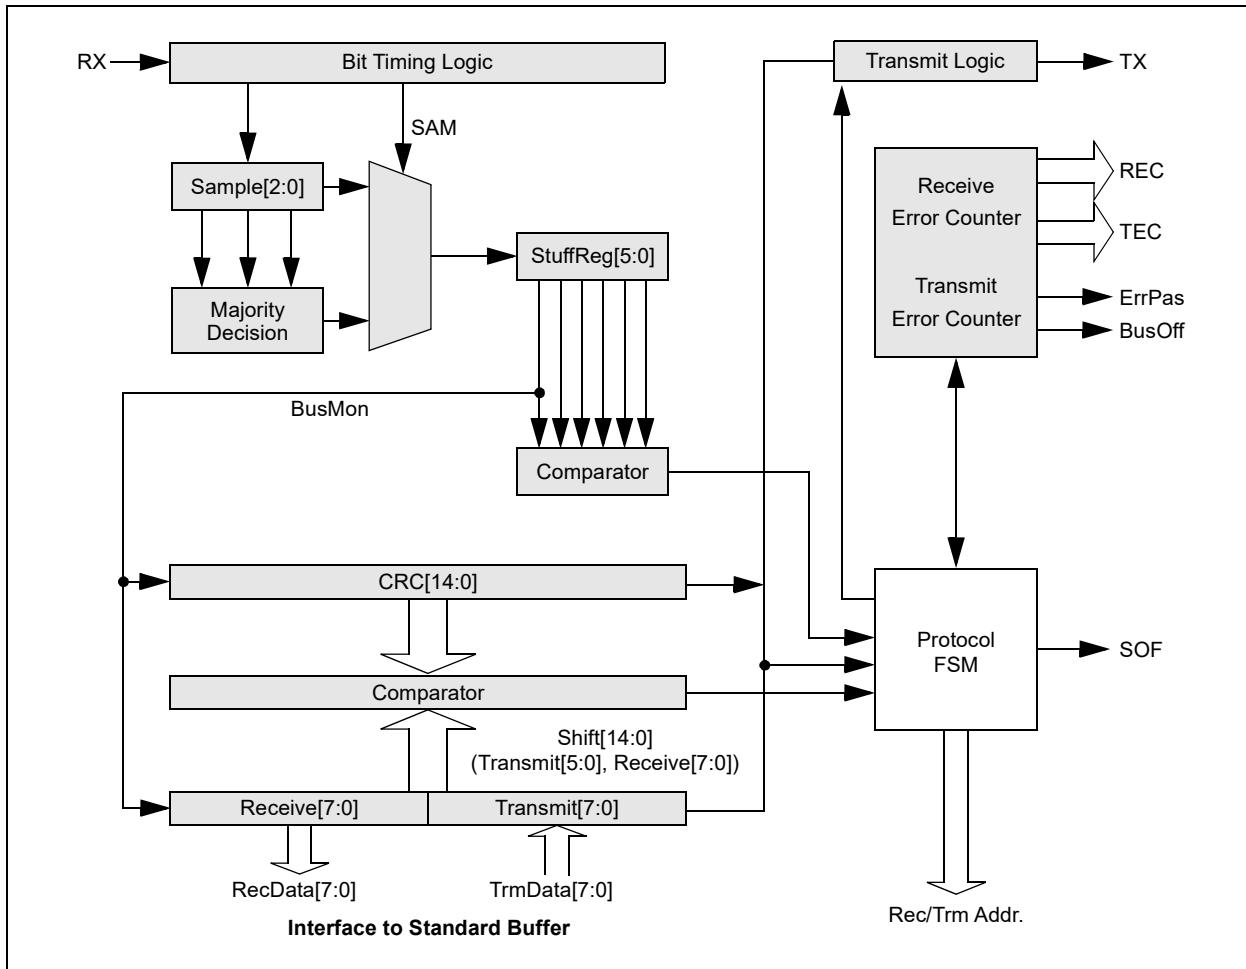 RX
Bit Timing Logic
Transmit Logic
TX
SAM
Sample[2:0]
Receive
Error Counter
REC
TEC
StuffReg[5:0]
Majority
Decision
Transmit
Error Counter
ErrPas
BusOff
BusMon
Comparator
CRC[14:0]
Protocol
FSM
SOF
Comparator
Shift[14:0]
(Transmit[5:0], Receive[7:0])
Receive[7:0]
Transmit[7:0]
RecData[7:0]
TrmData[7:0]
Rec/Trm Addr.
Interface to Standard Buffer